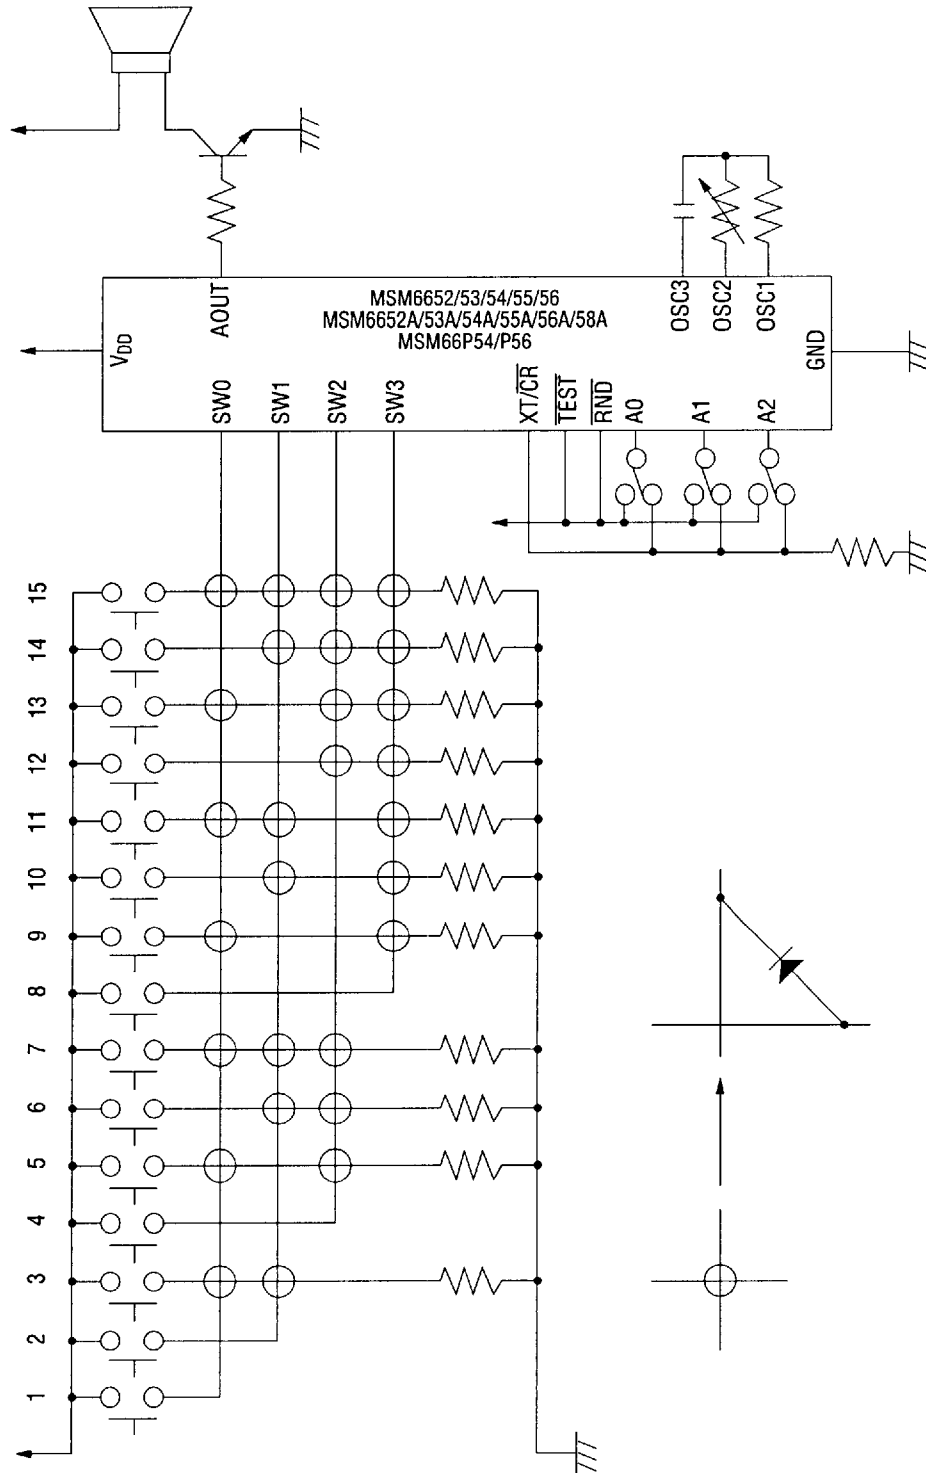 MSM6652/53/54/55/56
MSM6652A/53A/54A/55A/56A/58A
MSM66P54/P56
VDD
AOUT
SW0
SW1
SW2
SW3
OSC3
OSC2
OSC1
XT/CR
TEST
RND
A0
A1
A2
GND
15
14
13
12
11
10
9
8
7
6
5
4
3
2
1